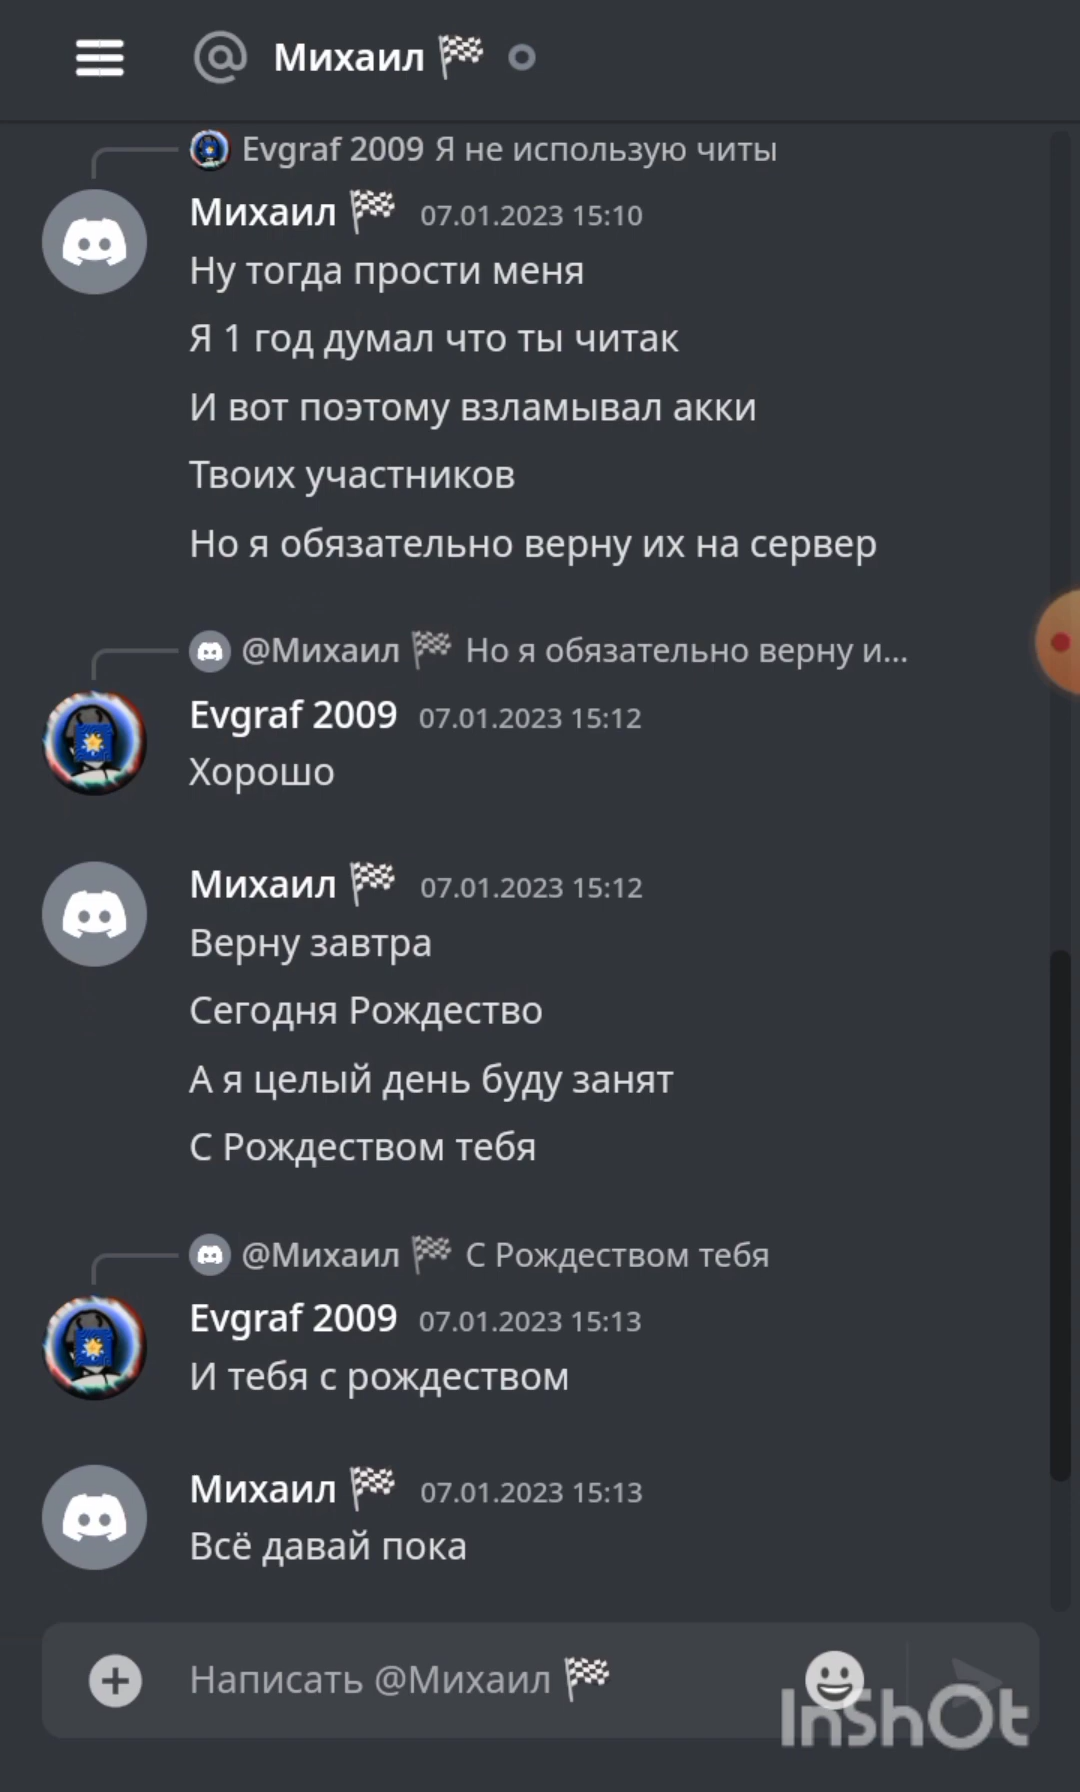 @ Михаил 🏁
Evgraf 2009 Я не использую читы
Михаил 🏁 07.01.2023 15:10
Ну тогда прости меня
Я 1 год думал что ты читак
И вот поэтому взламывал акки
Твоих участников
Но я обязательно верну их на сервер
@Михаил 🏁 Но я обязательно верну и...
Evgraf 2009 07.01.2023 15:12
Хорошо
Михаил 🏁 07.01.2023 15:12
Верну завтра
Сегодня Рождество
А я целый день буду занят
С Рождеством тебя
@Михаил 🏁 С Рождеством тебя
Evgraf 2009 07.01.2023 15:13
И тебя с рождеством
Михаил 🏁 07.01.2023 15:13
Всё давай пока
Написать @Михаил 🏁
InShOt